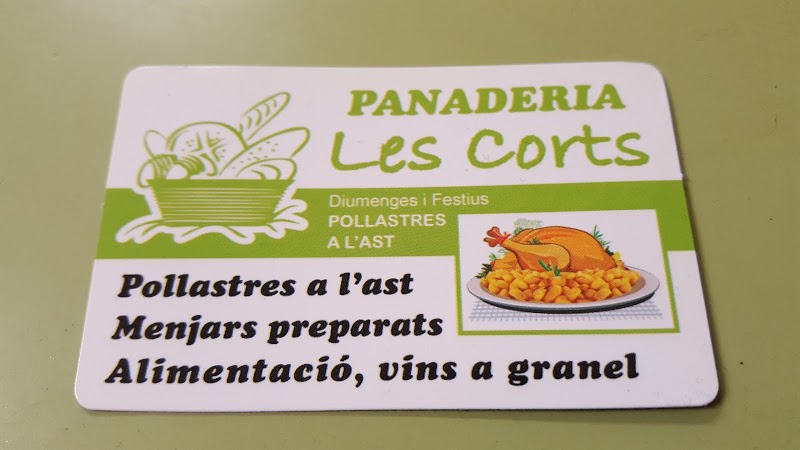 PANADERIA
Les Corts
Diumenges i Festius
POLLASTRES
A L'AST
Pollastres a l'ast
Menjars preparats
Alimentació, vins a granel